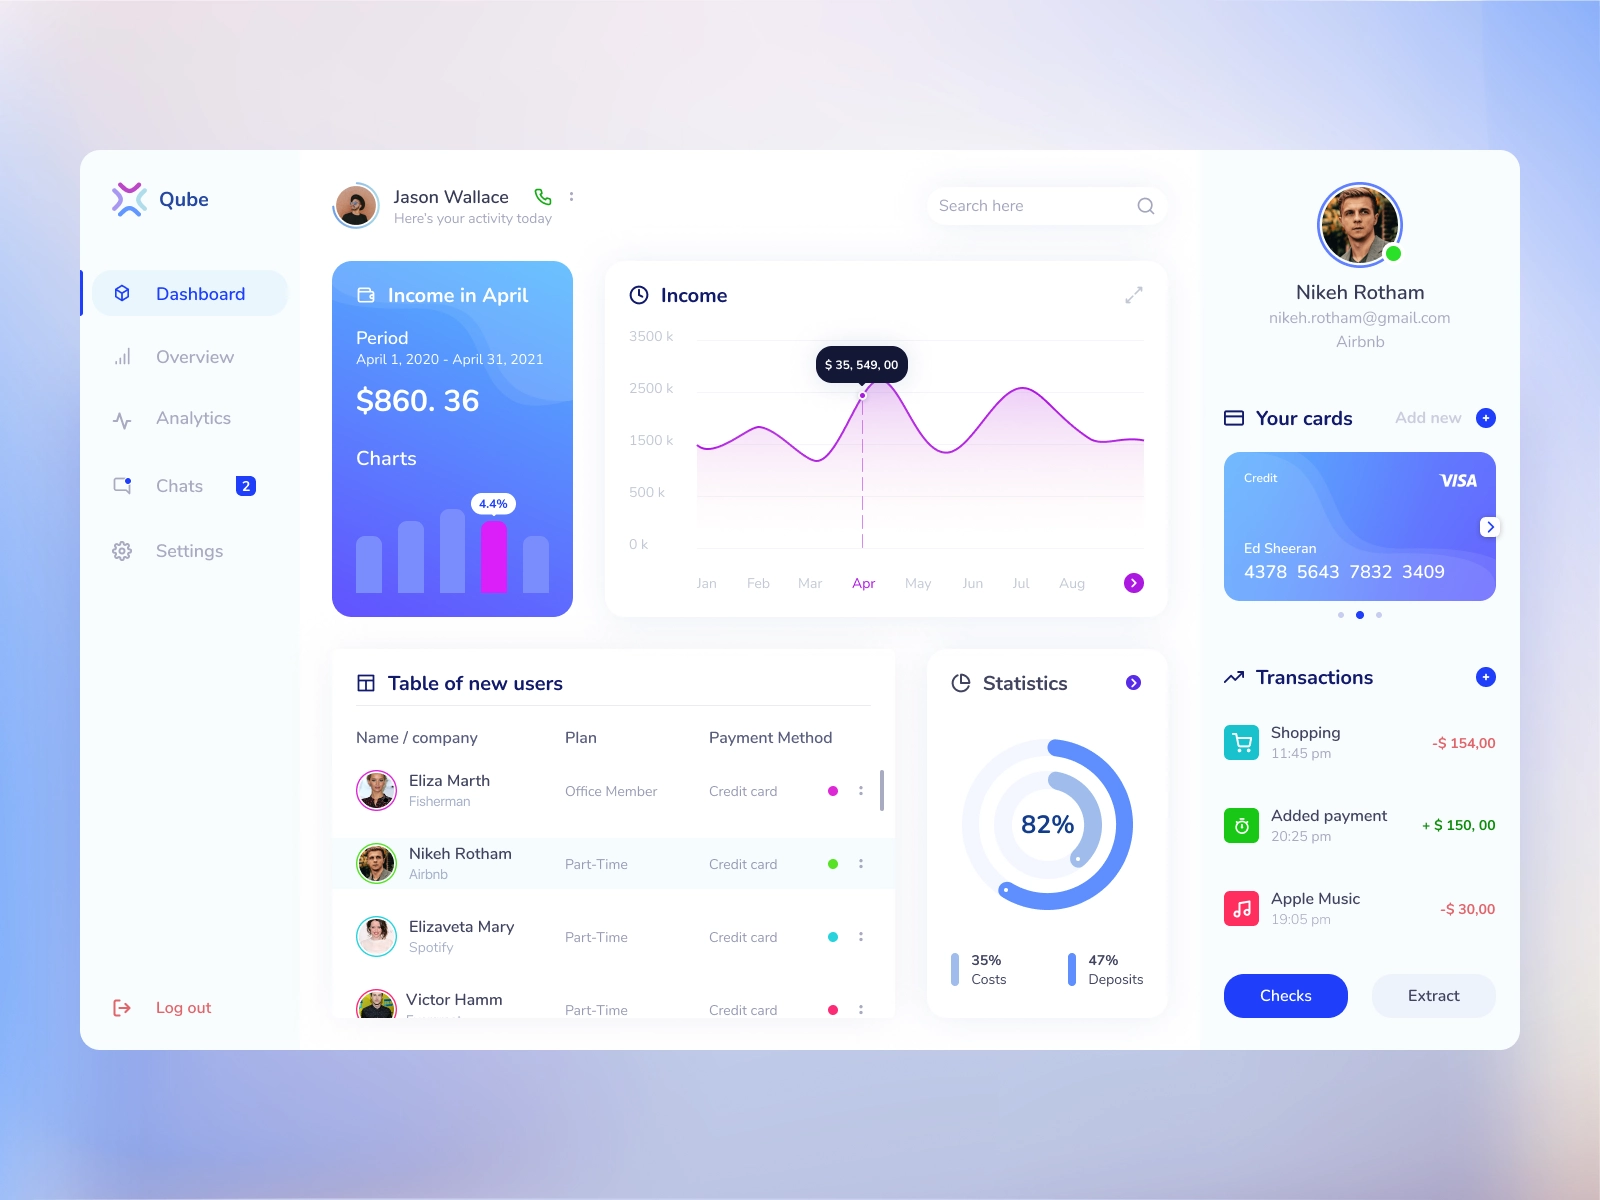 Qube
Dashboard
Overview
Analytics
Chats 2
Settings
Log out
Jason Wallace
Here's your activity today
Search here
Income in April
Period
April 1, 2020 - April 31, 2021
$860. 36
Charts
4.4%
Income
3500 k
2500 k
1500 k
500 k
0 k
$ 35, 549, 00
Jan Feb Mar Apr May Jun Jul Aug
Table of new users
Name / company Plan Payment Method
Eliza Marth
Fisherman
Office Member Credit card
Nikeh Rotham
Airbnb
Part-Time Credit card
Elizaveta Mary
Spotify
Part-Time Credit card
Victor Hamm
Part-Time Credit card
Statistics
82%
35%
Costs
47%
Deposits
Nikeh Rotham
nikeh.rotham@gmail.com
Airbnb
Your cards Add new
Credit VISA
Ed Sheeran
4378 5643 7832 3409
Transactions
Shopping
11:45 pm
-$ 154,00
Added payment
20:25 pm
+ $ 150, 00
Apple Music
19:05 pm
-$ 30,00
Checks Extract